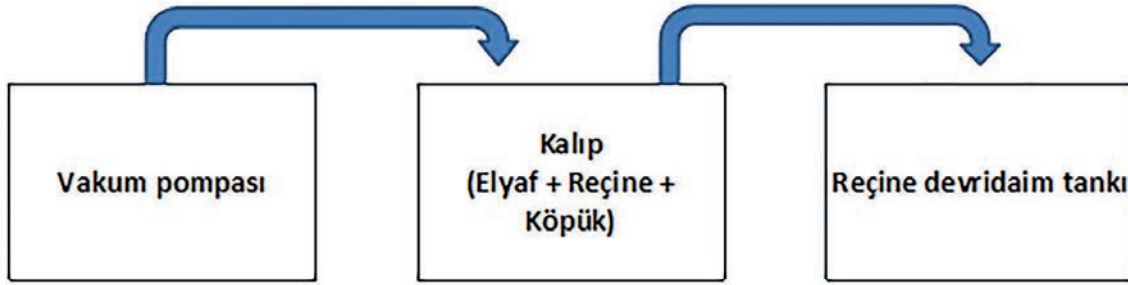 Vakum pompası
Kalıp
(Elyaf + Reçine +
Köpük)
Reçine devridaim tankı